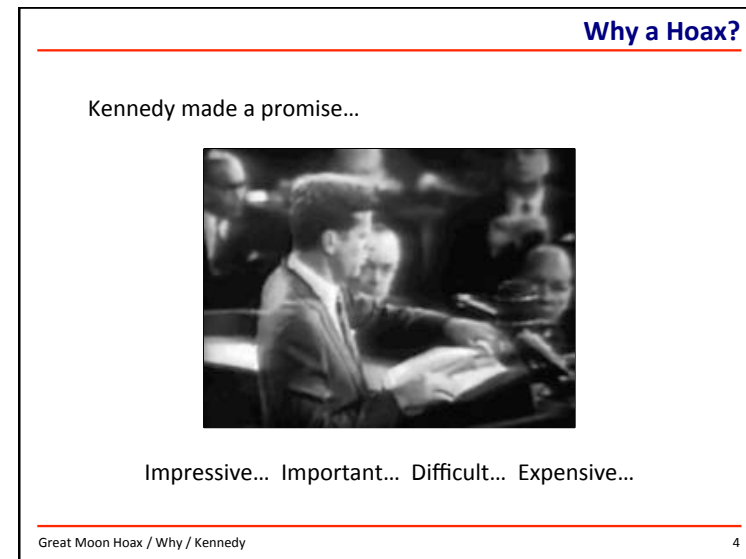 Why a Hoax?
Kennedy made a promise…
Impressive… Important… Difficult… Expensive…
Great Moon Hoax / Why / Kennedy 4